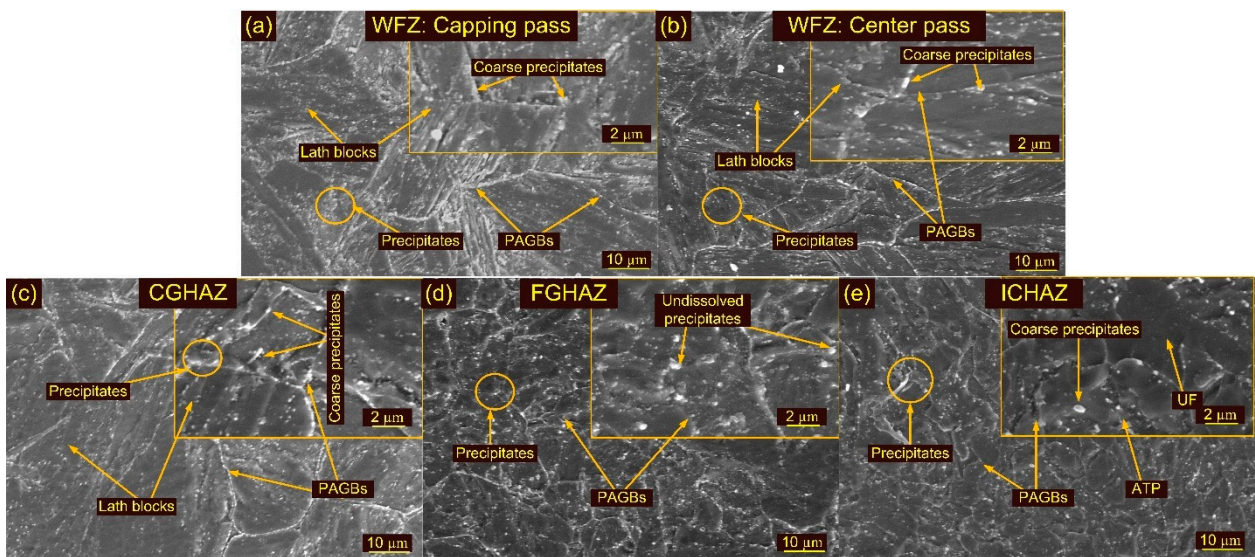 (a)
WFZ: Capping pass
Coarse precipitates
Lath blocks
2 μm
Precipitates
PAGBs
10 μm
(b)
WFZ: Center pass
Coarse precipitates
Lath blocks
2 μm
Precipitates
PAGBs
10 μm
(c)
CGHAZ
Coarse precipitates
Precipitates
2 μm
Lath blocks
PAGBs
10 μm
(d)
FGHAZ
Undissolved
precipitates
2 μm
Precipitates
PAGBs
10 μm
(e)
ICHAZ
Coarse precipitates
UF
2 μm
Precipitates
PAGBs
ATP
10 μm